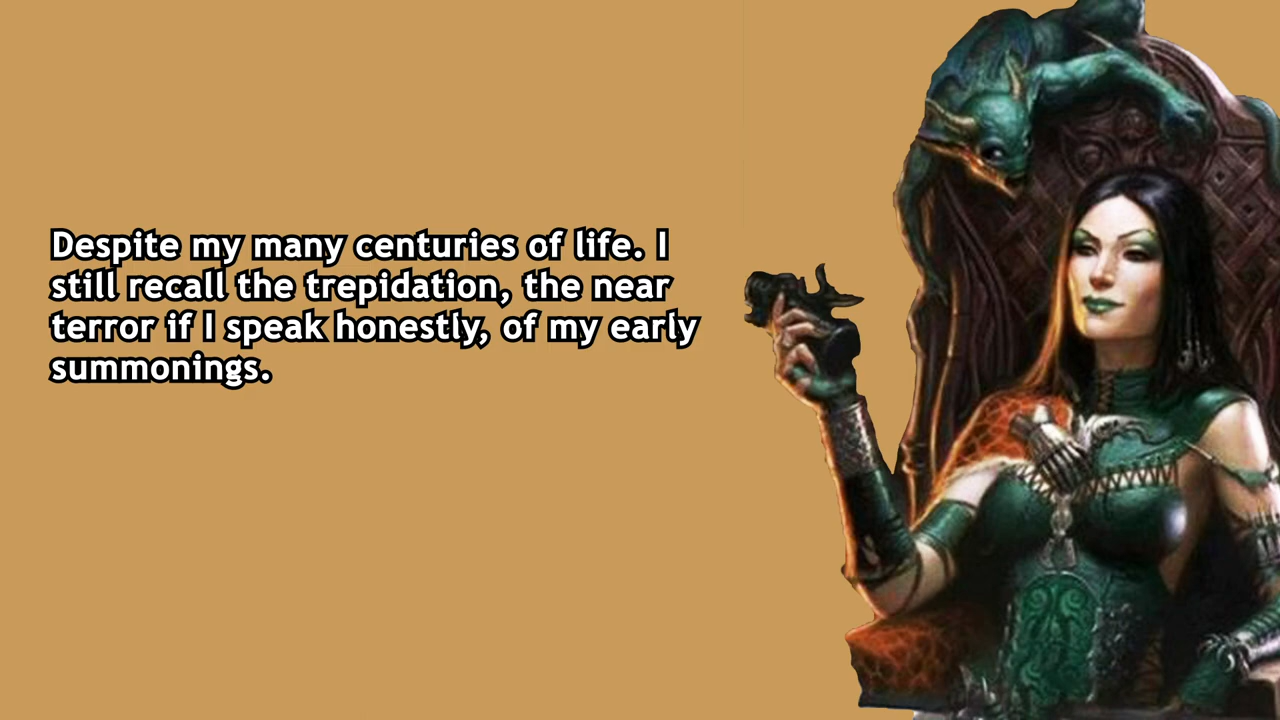 Despite my many centuries of life. I
still recall the trepidation, the near
terror if I speak honestly, of my early
summonings.